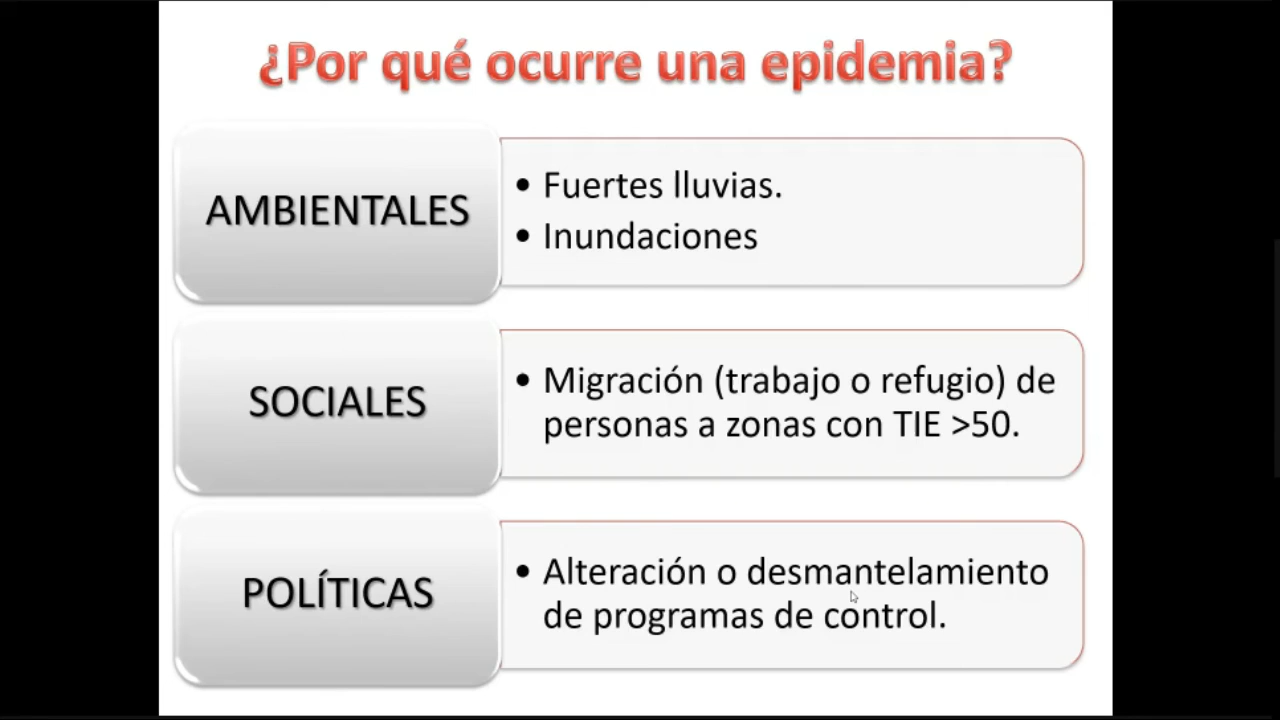 ¿Por qué ocurre una epidemia?
AMBIENTALES
• Fuertes lluvias.
• Inundaciones
SOCIALES
• Migración (trabajo o refugio) de
personas a zonas con TIE >50.
POLÍTICAS
• Alteración o desmantelamiento
de programas de control.